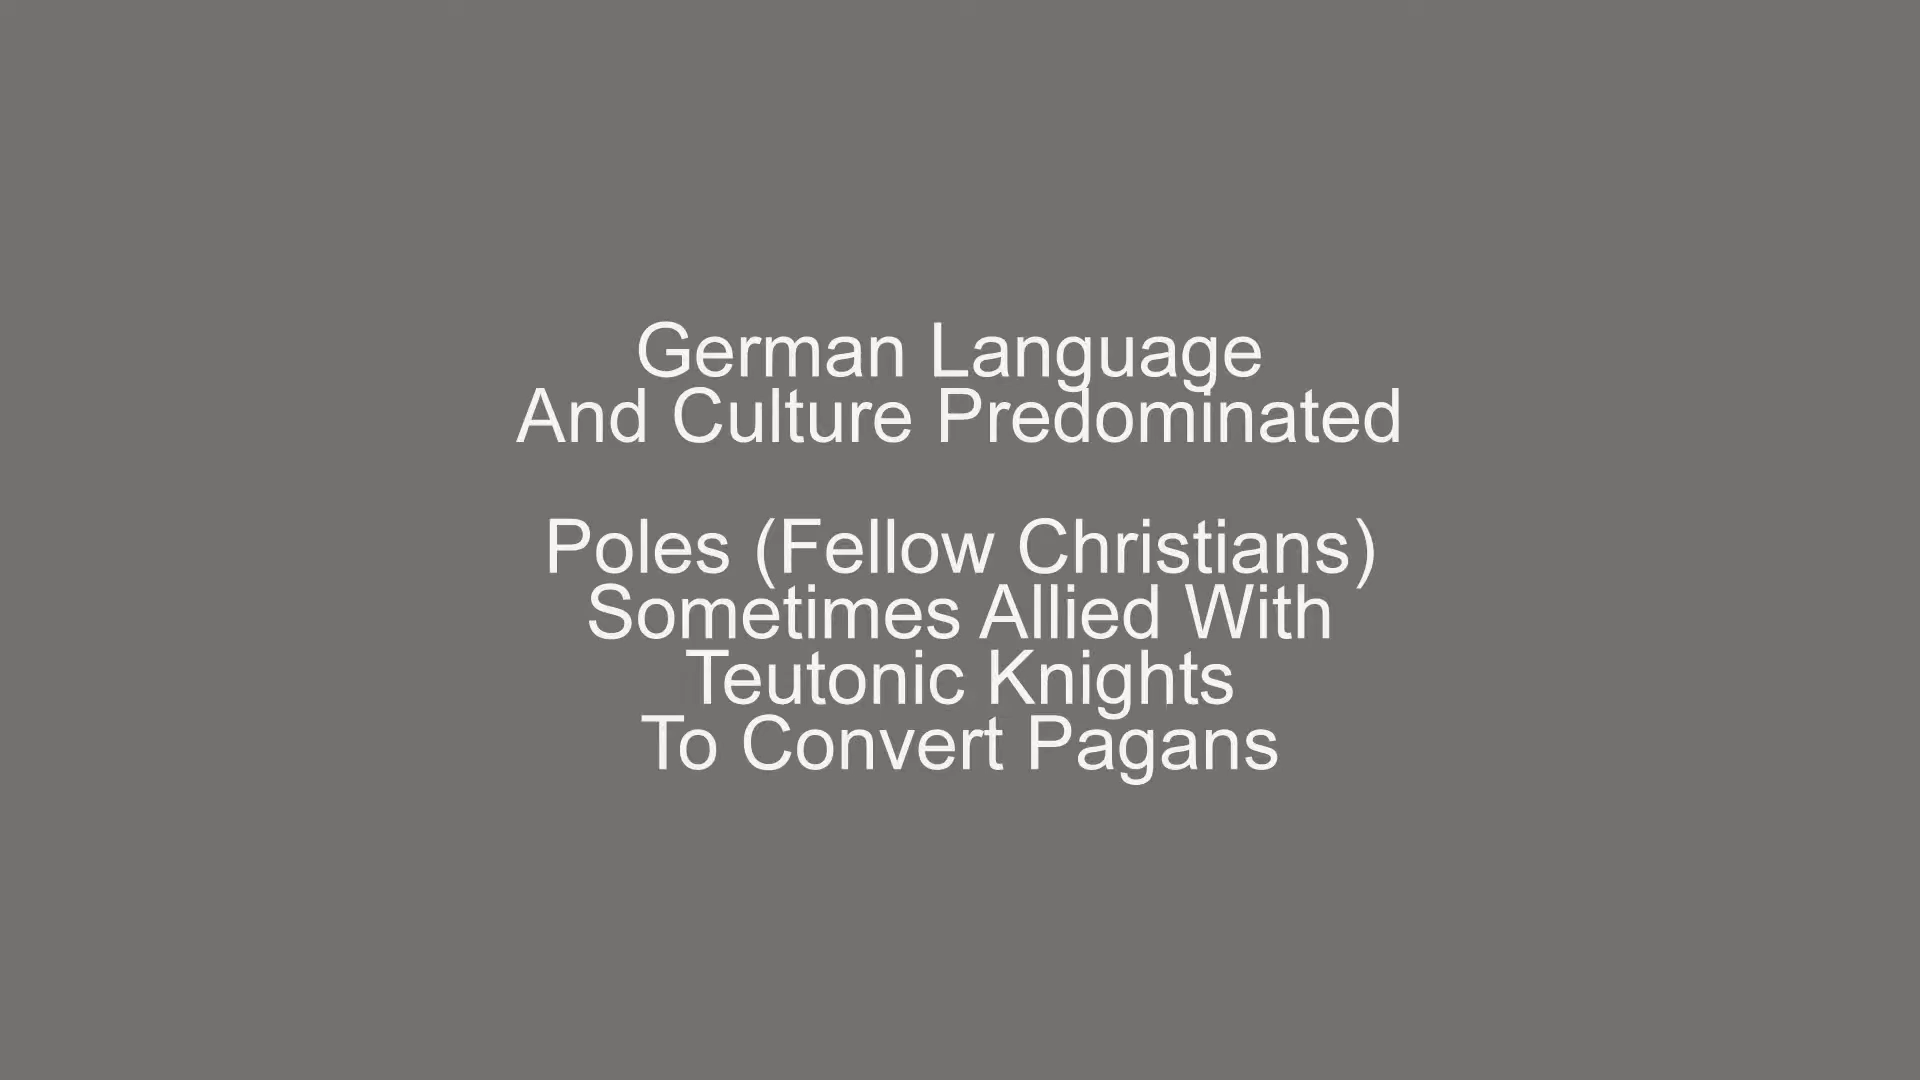 German Language
And Culture Predominated
Poles (Fellow Christians)
Sometimes Allied With
Teutonic Knights
To Convert Pagans